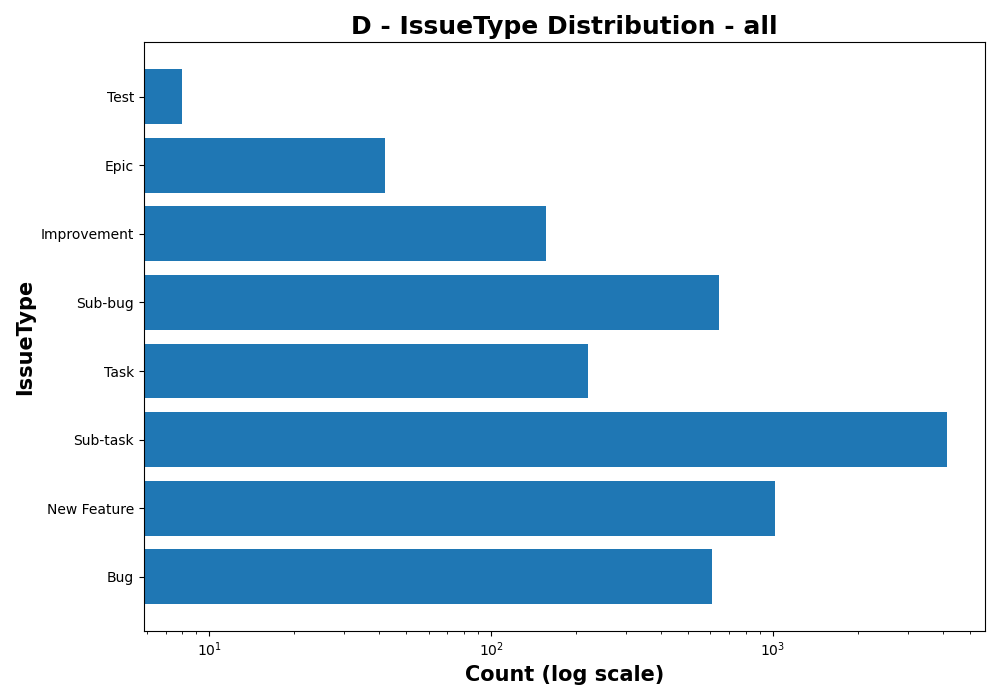 D - IssueType Distribution - all
IssueType
Test
Epic
Improvement
Sub-bug
Task
Sub-task
New Feature
Bug
10¹ 10² 10³
Count (log scale)